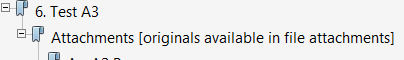 6. Test A3
Attachments [originals available in file attachments]